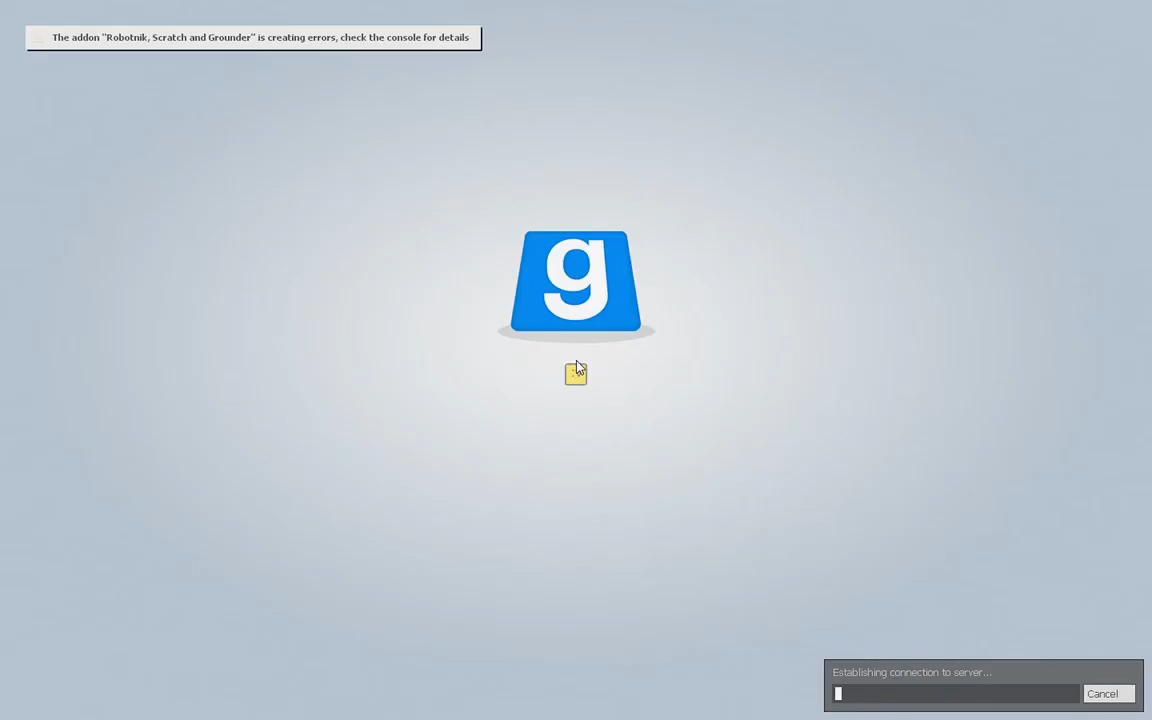 The addon "Robotnik, Scratch and Grounder" is creating errors, check the console for details
g
Establishing connection to server...
Cancel